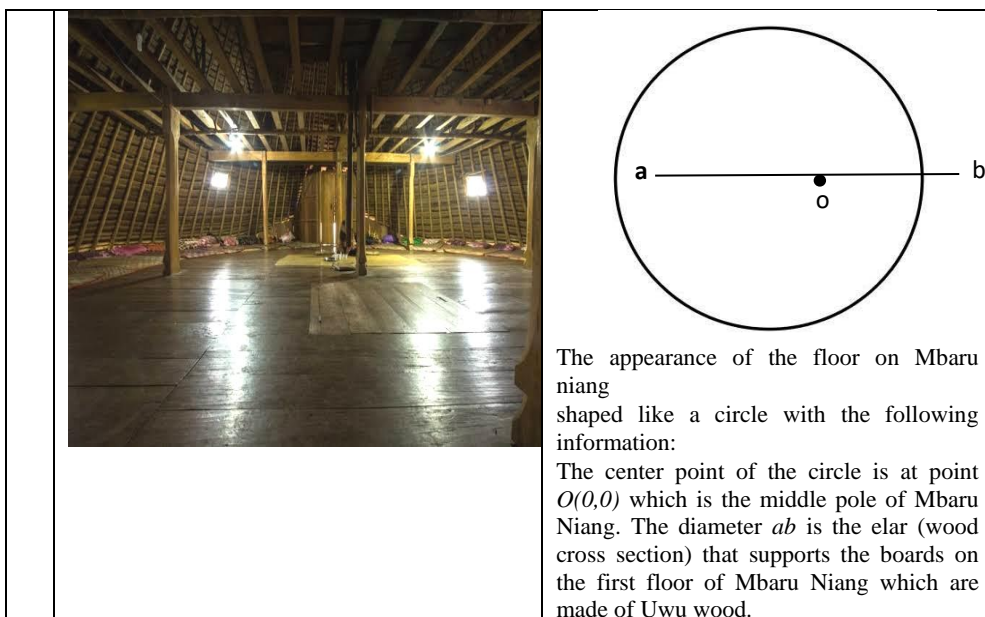 a
b
o
The appearance of the floor on Mbaru
niang
shaped like a circle with the following
information:
The center point of the circle is at point
O(0,0) which is the middle pole of Mbaru
Niang. The diameter ab is the elar (wood
cross section) that supports the boards on
the first floor of Mbaru Niang which are
made of Uwu wood.